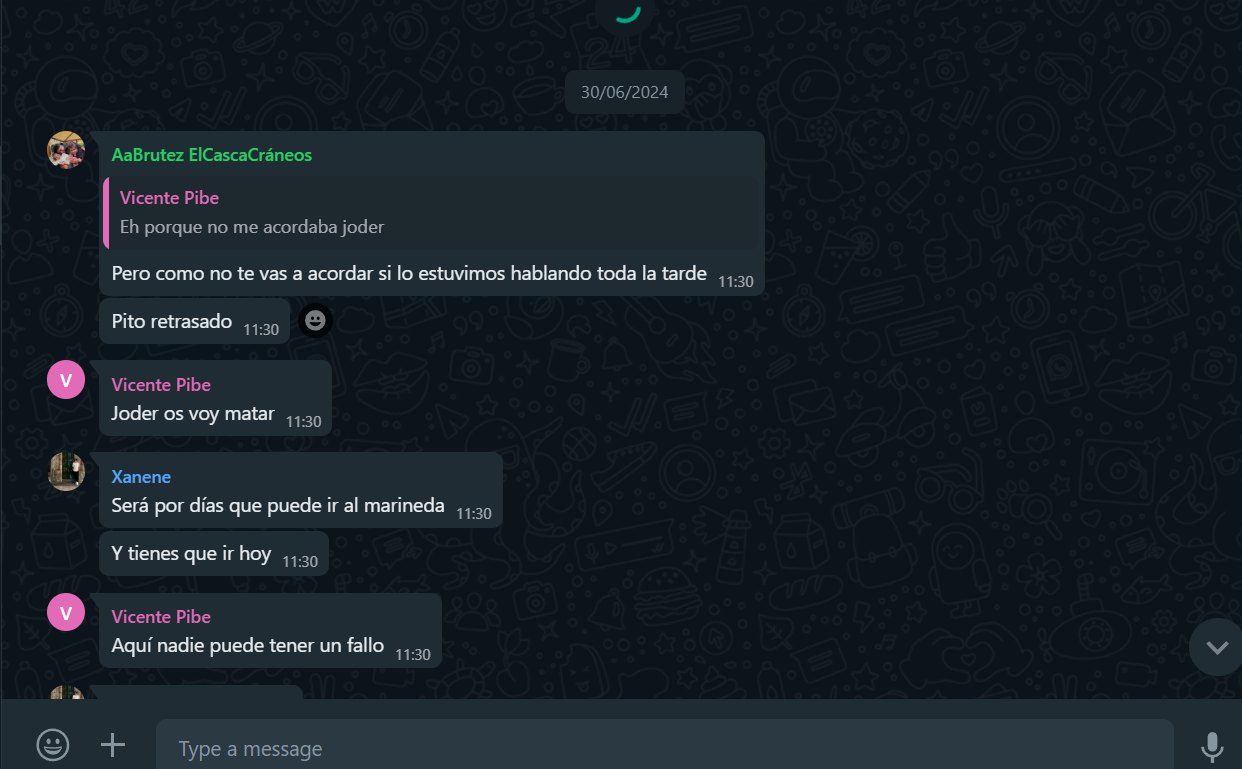 30/06/2024
AaBrutez ElCascaCráneos
Vicente Pibe
Eh porque no me acordaba joder
Pero como no te vas a acordar si lo estuvimos hablando toda la tarde 11:30
Pito retrasado 11:30
V
Vicente Pibe
Joder os voy matar 11:30
Xanene
Será por días que puede ir al marineda 11:30
Y tienes que ir hoy 11:30
V
Vicente Pibe
Aquí nadie puede tener un fallo 11:30
Type a message